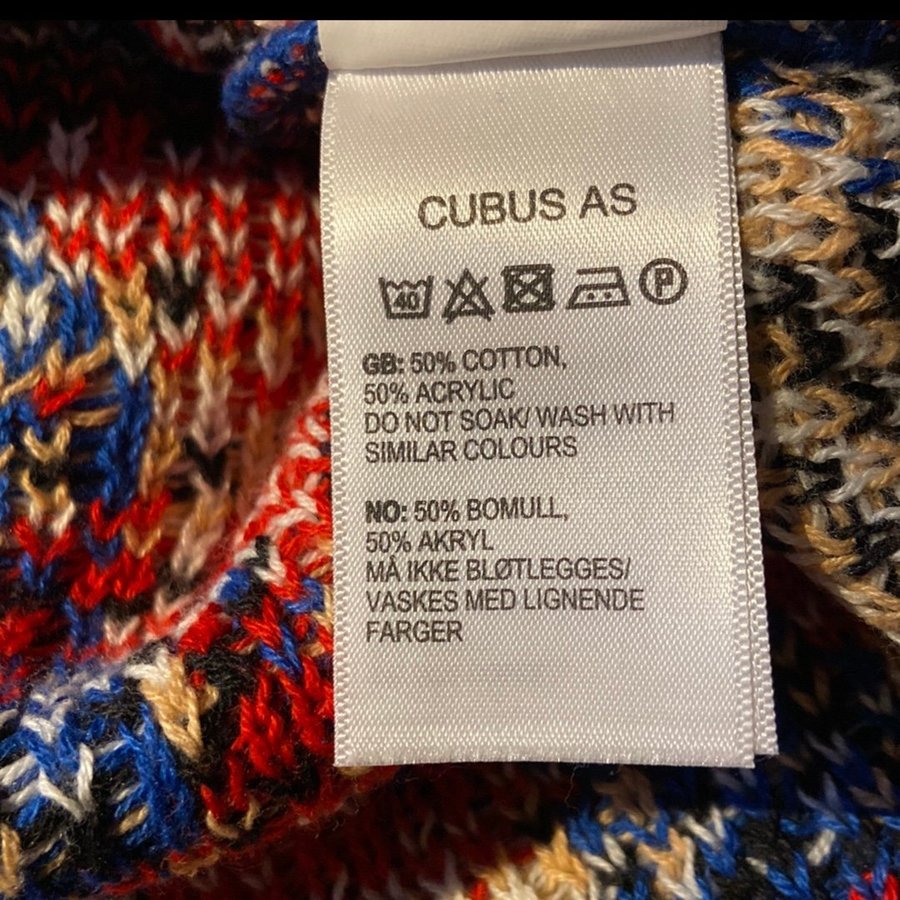 CUBUS AS
40 P
GB: 50% COTTON,
50% ACRYLIC
DO NOT SOAK/ WASH WITH
SIMILAR COLOURS
NO: 50% BOMULL,
50% AKRYL
MÅ IKKE BLØTLEGGES/
VASKES MED LIGNENDE
FARGER